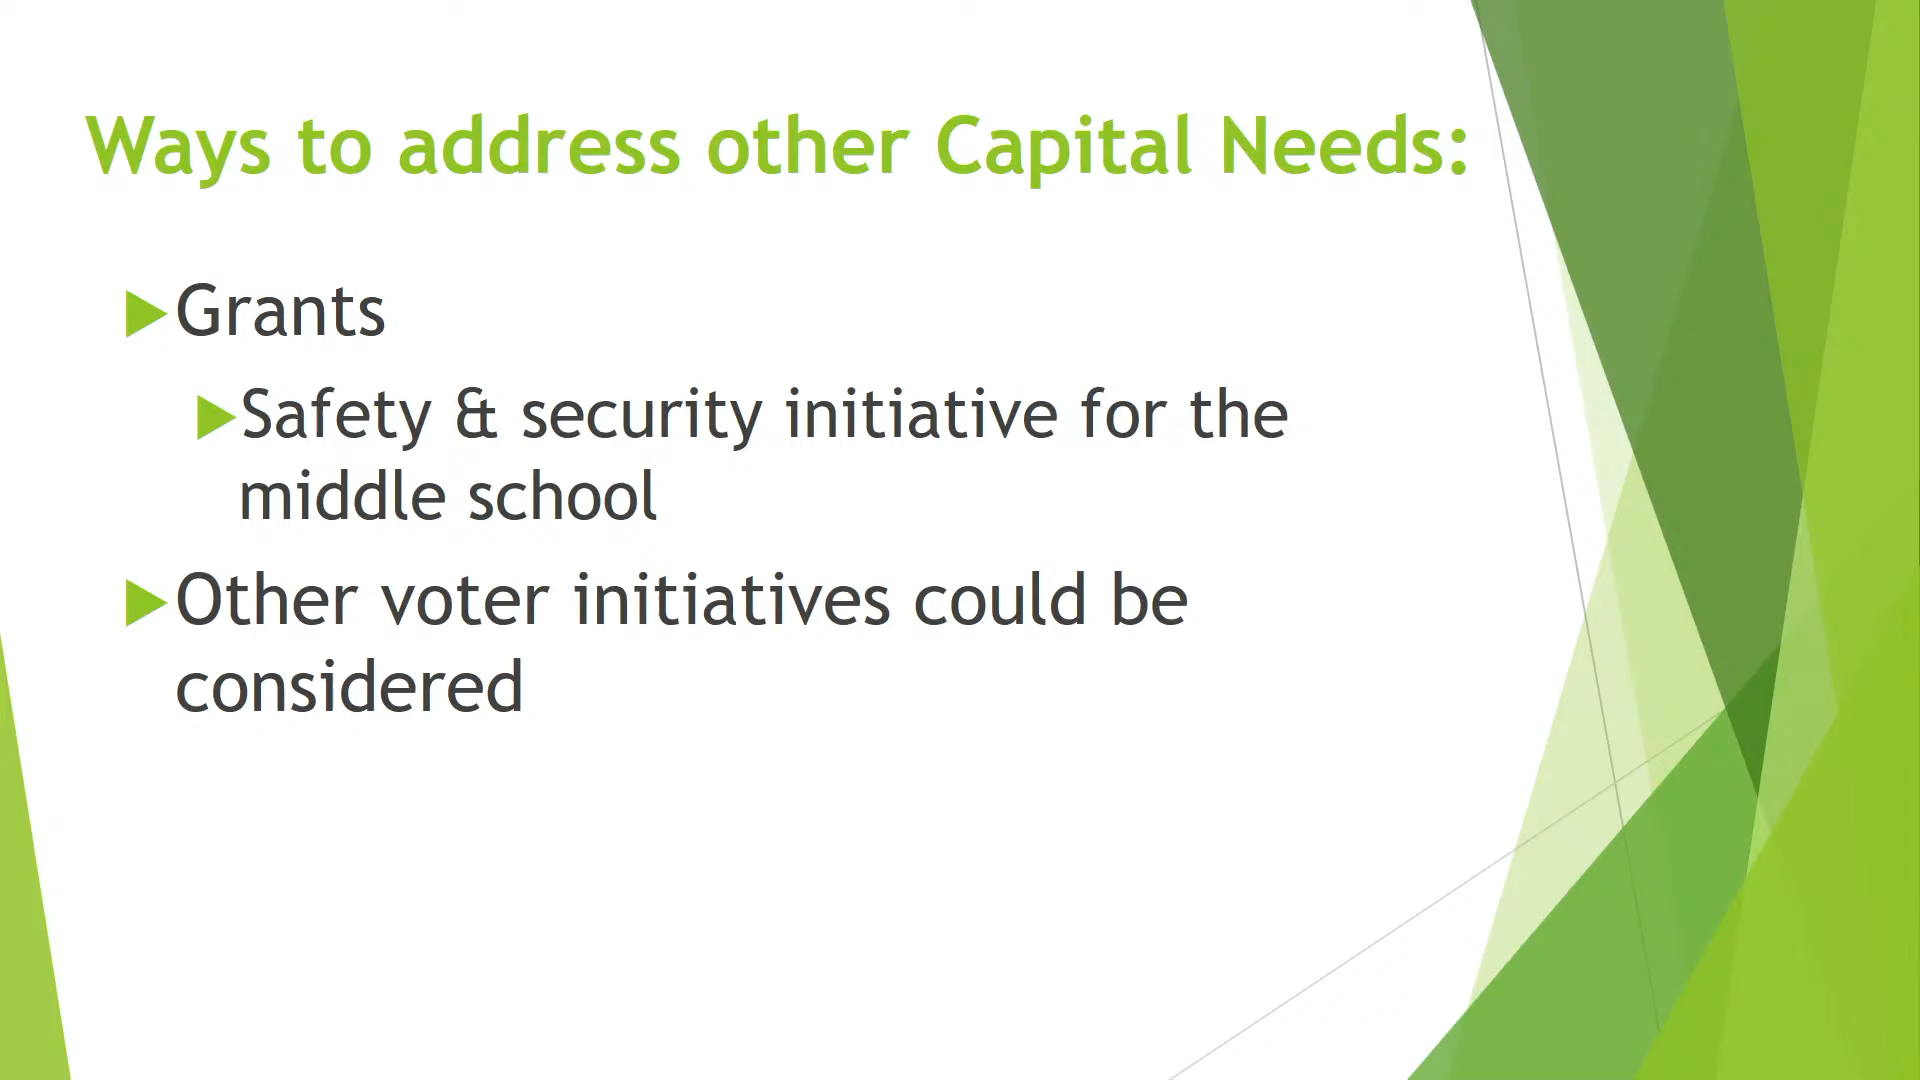 Ways to address other Capital Needs:
Grants
Safety & security initiative for the
middle school
Other voter initiatives could be
considered